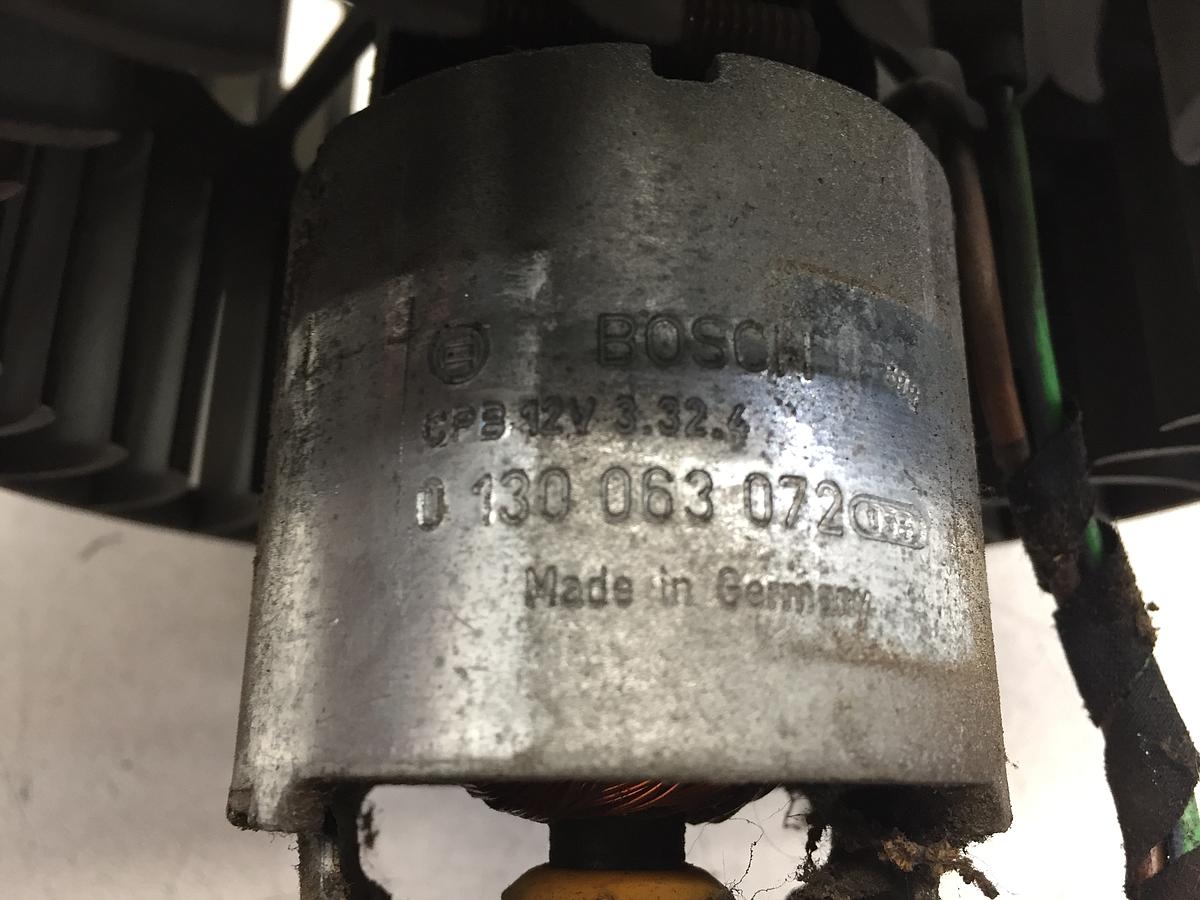 BOSCH
CPB 12V 3.32.4
0 130 063 072
Made in Germany